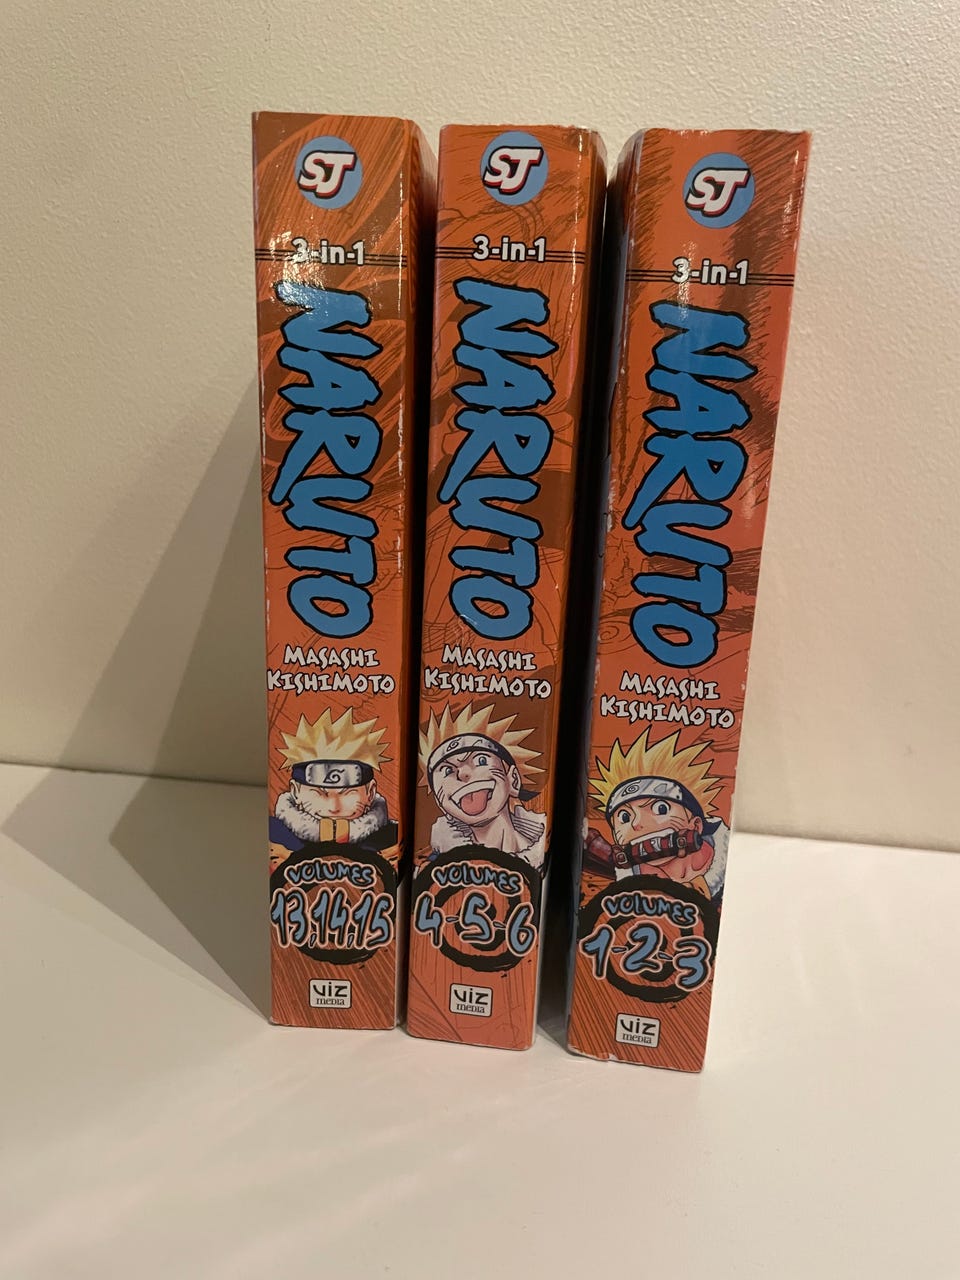 SJ
3-in-1
NARUTO
MASASHI
KISHIMOTO
VOLUMES
13,14,15
VIZ
MEDIA
SJ
3-in-1
NARUTO
MASASHI
KISHIMOTO
VOLUMES
4-5-6
VIZ
MEDIA
SJ
3-in-1
NARUTO
MASASHI
KISHIMOTO
VOLUMES
1-2-3
VIZ
MEDIA